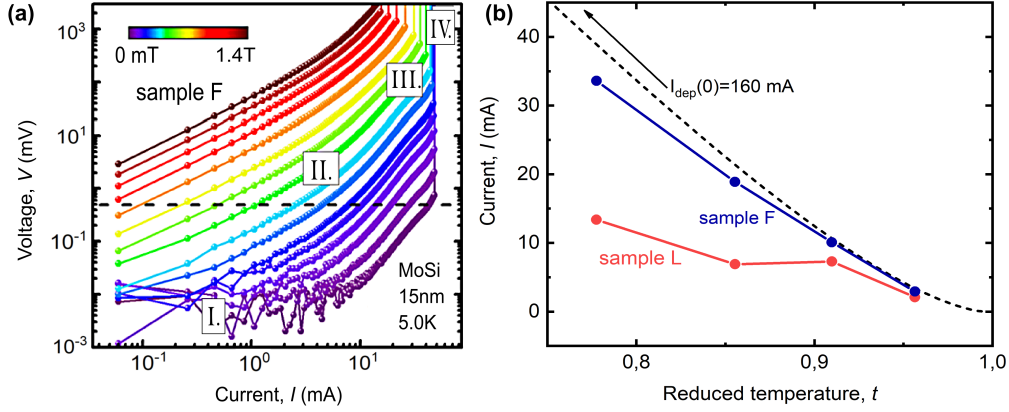 (a)
10³
10¹
10⁻¹
10⁻³
Voltage, V (mV)
0 mT
1.4T
sample F
IV.
III.
II.
I.
MoSi
15nm
5.0K
10⁻¹
10⁰
10¹
Current, I (mA)
(b)
40
30
20
10
0
Current, I (mA)
I_dep(0)=160 mA
sample F
sample L
0,8
0,9
1,0
Reduced temperature, t